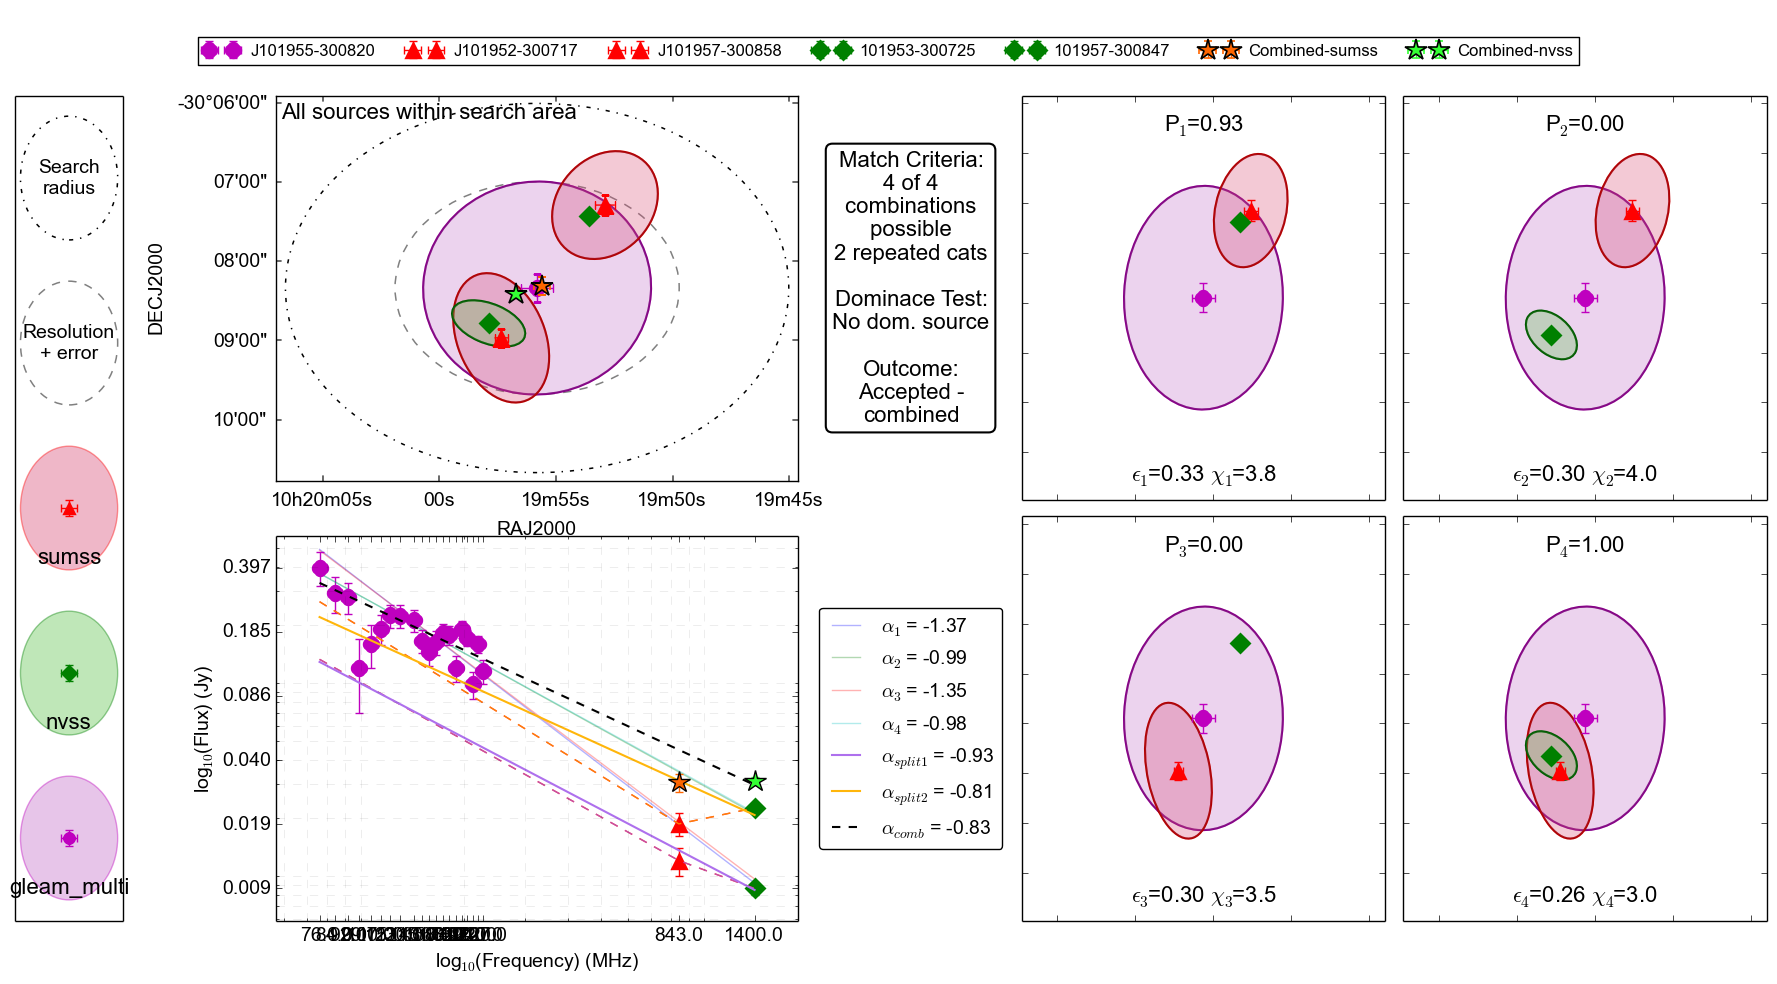 J101955-300820 J101952-300717 J101957-300858 101953-300725 101957-300847 Combined-sumss Combined-nvss
Search
radius
Resolution
+ error
sumss
nvss
gleam_multi
All sources within search area
-30°06'00"
07'00"
08'00"
09'00"
10'00"
DECJ2000
10h20m05s 00s 19m55s 19m50s 19m45s
RAJ2000
Match Criteria:
4 of 4
combinations
possible
2 repeated cats
Dominace Test:
No dom. source
Outcome:
Accepted -
combined
P1=0.93
ϵ1=0.33 χ1=3.8
P2=0.00
ϵ2=0.30 χ2=4.0
P3=0.00
ϵ3=0.30 χ3=3.5
P4=1.00
ϵ4=0.26 χ4=3.0
0.397
0.185
0.086
0.040
0.019
0.009
log10(Flux) (Jy)
843.0 1400.0
log10(Frequency) (MHz)
α1 = -1.37
α2 = -0.99
α3 = -1.35
α4 = -0.98
αsplit1 = -0.93
αsplit2 = -0.81
αcomb = -0.83